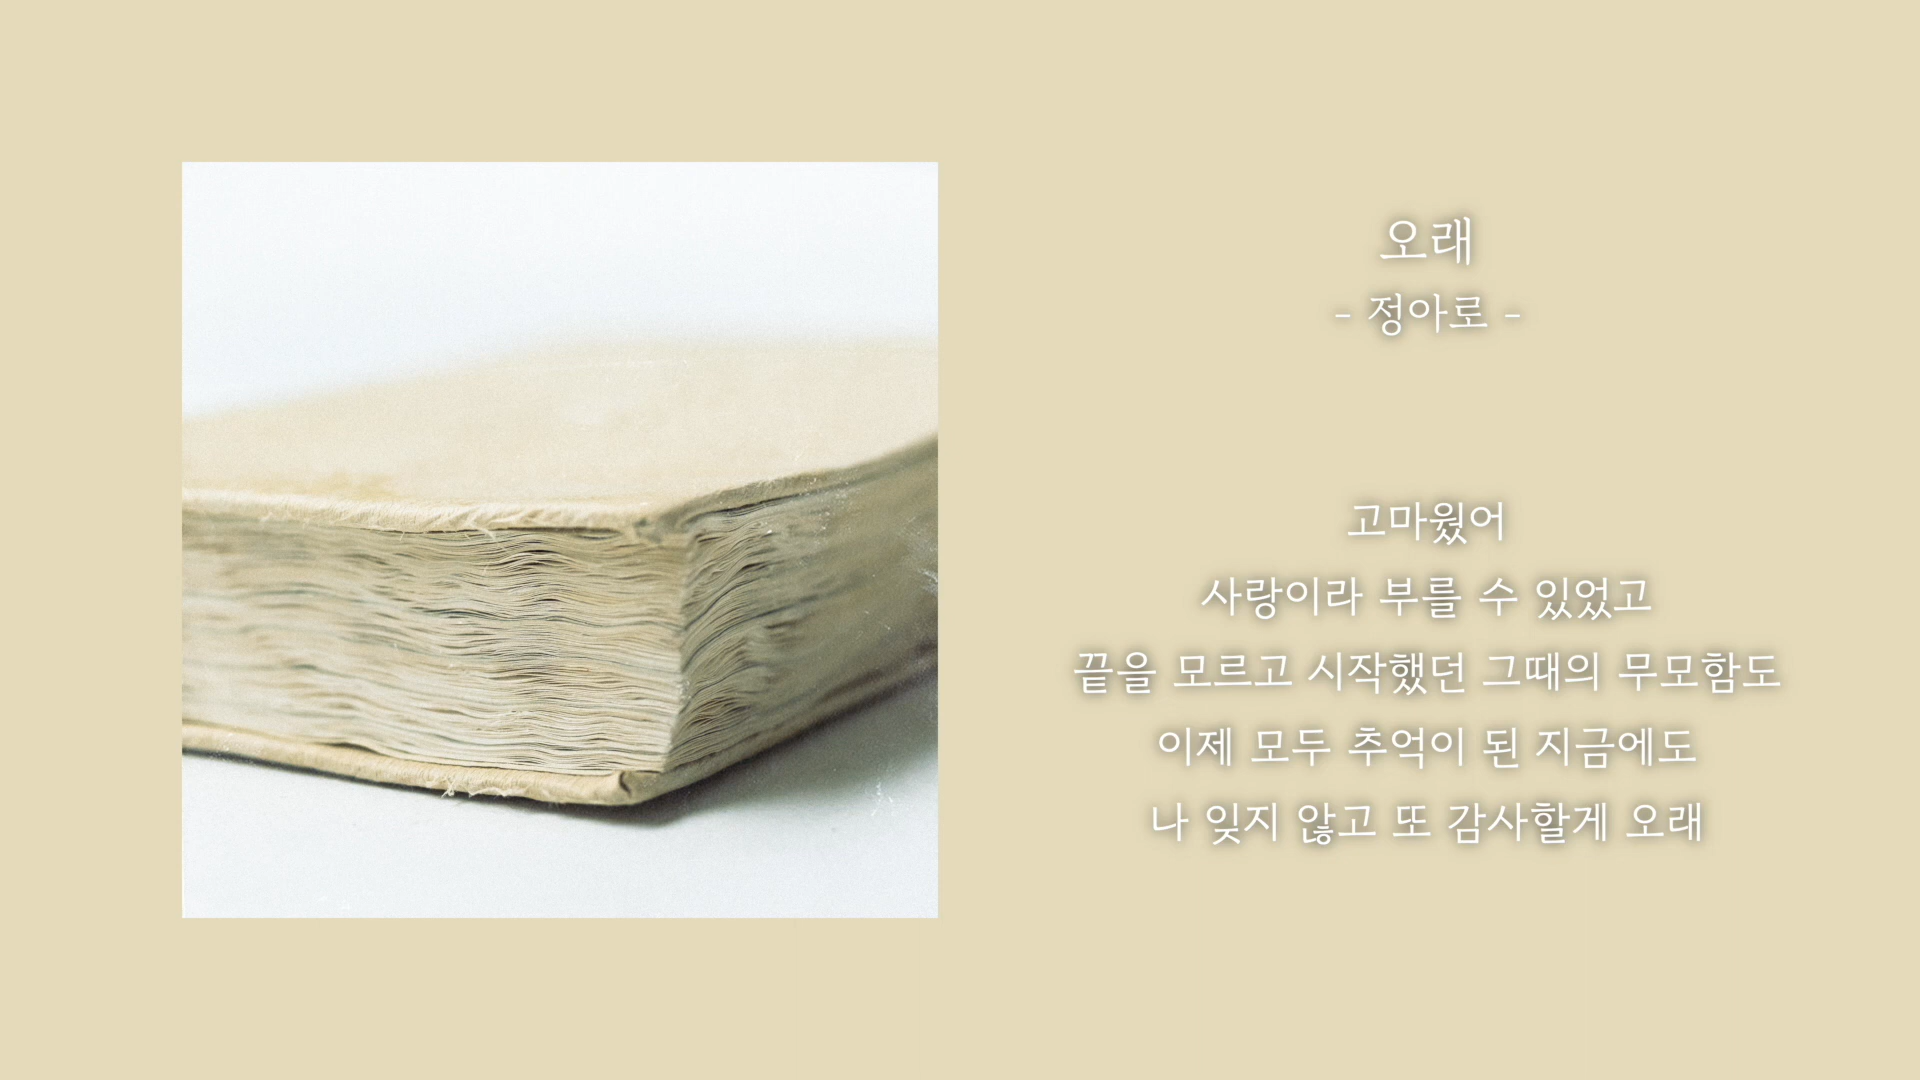 오래
- 정아로 -
고마웠어
사랑이라 부를 수 있었고
끝을 모르고 시작했던 그때의 무모함도
이제 모두 추억이 된 지금에도
나 잊지 않고 또 감사할게 오래